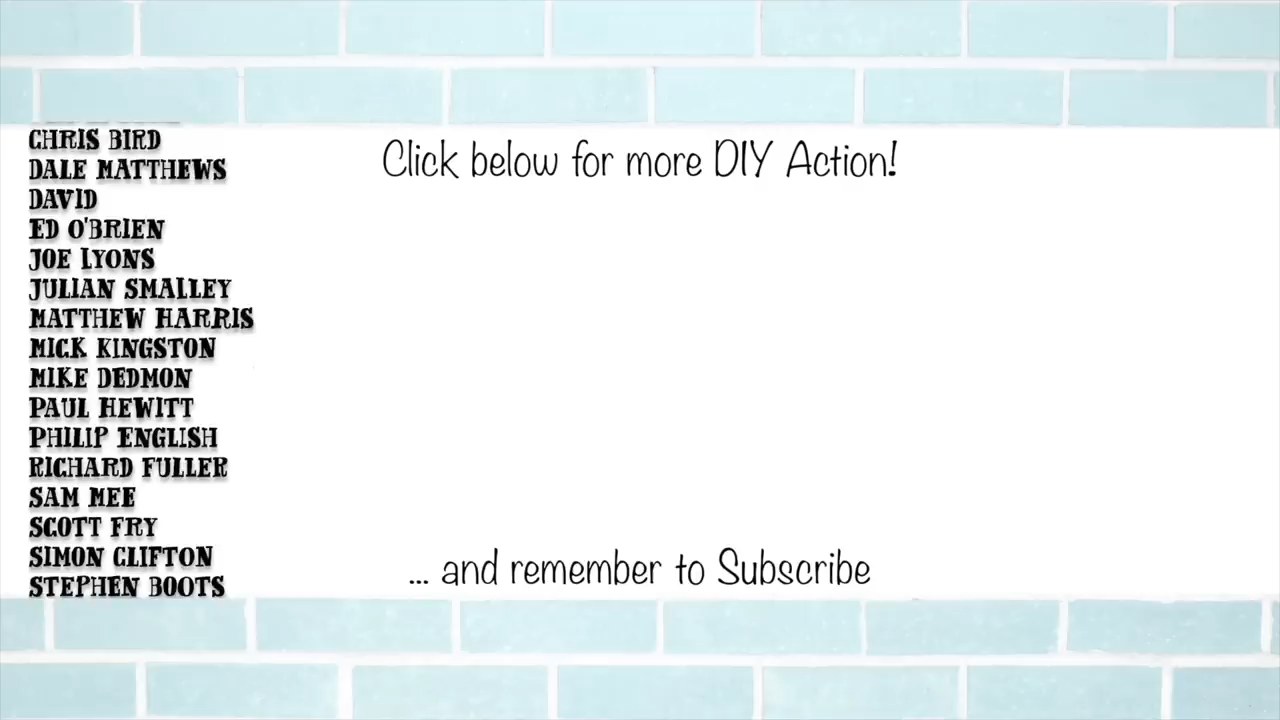 CHRIS BIRD
DALE MATTHEWS
DAVID
ED O'BRIEN
JOE LYONS
JULIAN SMALLEY
MATTHEW HARRIS
MICK KINGSTON
MIKE DEDMON
PAUL HEWITT
PHILIP ENGLISH
RICHARD FULLER
SAM MEE
SCOTT FRY
SIMON CLIFTON
STEPHEN BOOTS
Click below for more DIY Action!
... and remember to Subscribe